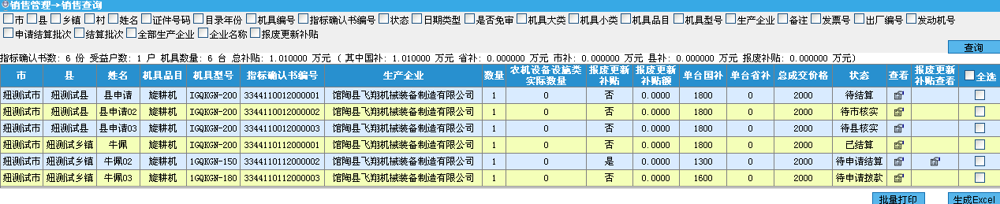 销售管理→销售查询
市 县 乡镇 村 姓名 证件号码 目录年份 机具编号 指标确认书编号 状态 日期类型 是否免审 机具大类 机具小类 机具品目 机具型号 生产企业 备注 发票号 出厂编号 发动机号
申请结算批次 结算批次 全部生产企业 企业名称 报废更新补贴
查询
指标确认书数: 6 份 受益户数: 1 户 机具数量: 6 台 总补贴: 1.010000 万元 ( 其中国补: 1.010000 万元 省补: 0.000000 万元 市补: 0.000000 万元 县补: 0.000000 万元 报废补贴: 0.000000 万元)
市 县 姓名 机具品目 机具型号 指标确认书编号 生产企业 数量 农机设备设施类实际数量 报废更新补贴 报废更新补贴额 单台国补 单台省补 总成交价格 状态 查看 报废更新补贴查看 全选
妞测试市 妞测试县 县申请 旋耕机 IGQKGN-200 3344110012000001 馆陶县飞翔机械装备制造有限公司 1 0 否 0.0000 1800 0 2000 待结算
妞测试市 妞测试县 县申请02 旋耕机 IGQKGN-200 3344110012000002 馆陶县飞翔机械装备制造有限公司 1 0 否 0.0000 1800 0 2000 待市核实
妞测试市 妞测试县 县申请03 旋耕机 IGQKGN-200 3344110012000003 馆陶县飞翔机械装备制造有限公司 1 0 否 0.0000 1800 0 2000 待县核实
妞测试市 妞测试乡镇 牛佩 旋耕机 IGQKGN-200 3344110112000001 馆陶县飞翔机械装备制造有限公司 1 0 否 0.0000 1800 0 2000 已结算
妞测试市 妞测试乡镇 牛佩02 旋耕机 1GQKGN-150 3344110112000002 馆陶县飞翔机械装备制造有限公司 1 0 是 0.0000 1300 0 2000 待申请结算
妞测试市 妞测试乡镇 牛佩03 旋耕机 1GQKGN-180 3344110112000003 馆陶县飞翔机械装备制造有限公司 1 0 否 0.0000 1600 0 2000 待申请拨款
批量打印 生成Excel